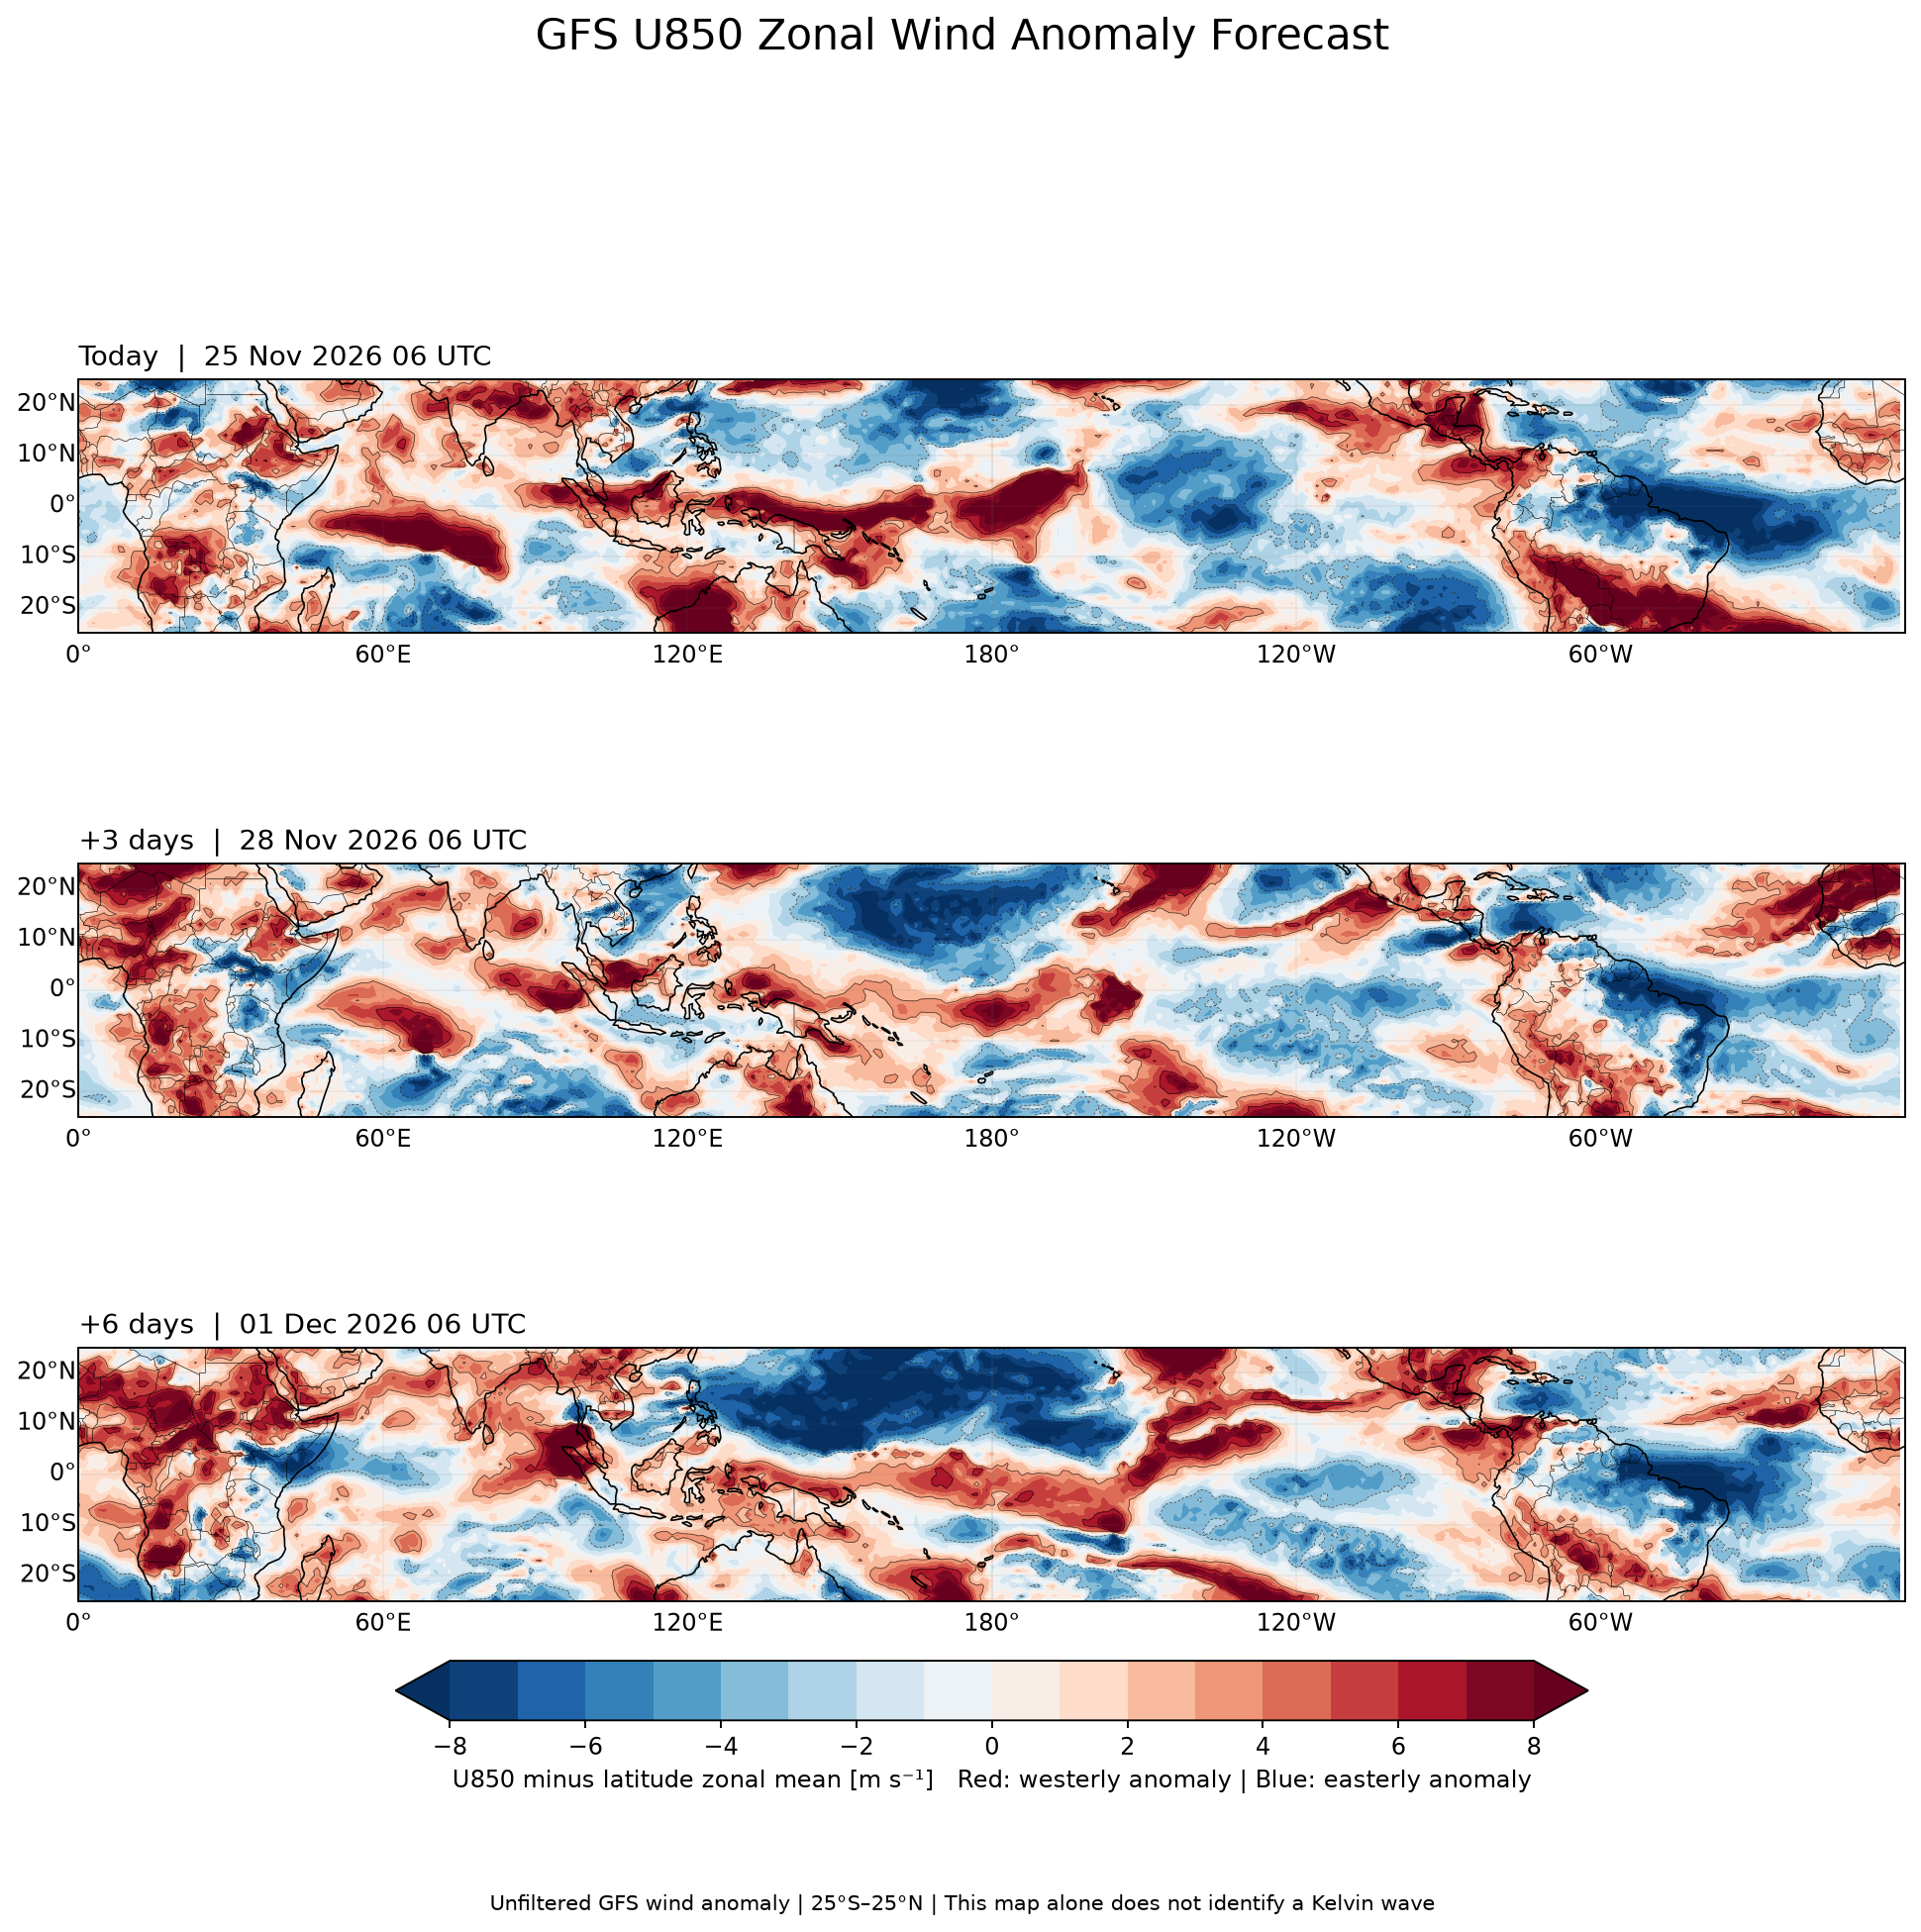 GFS U850 Zonal Wind Anomaly Forecast
Today | 25 Nov 2026 06 UTC
20°N
10°N
0°
10°S
20°S
0° 60°E 120°E 180° 120°W 60°W
+3 days | 28 Nov 2026 06 UTC
20°N
10°N
0°
10°S
20°S
0° 60°E 120°E 180° 120°W 60°W
+6 days | 01 Dec 2026 06 UTC
20°N
10°N
0°
10°S
20°S
0° 60°E 120°E 180° 120°W 60°W
−8 −6 −4 −2 0 2 4 6 8
U850 minus latitude zonal mean [m s⁻¹] Red: westerly anomaly | Blue: easterly anomaly
Unfiltered GFS wind anomaly | 25°S–25°N | This map alone does not identify a Kelvin wave